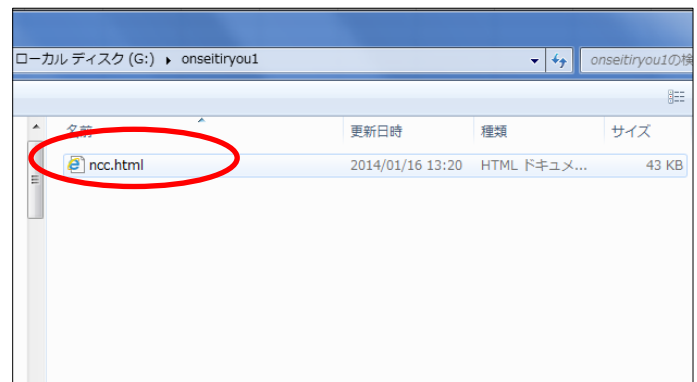 ローカル ディスク (G:) ▸ onseitiryou1
onseitiryou1の検
名前 更新日時 種類 サイズ
ncc.html 2014/01/16 13:20 HTML ドキュメ... 43 KB